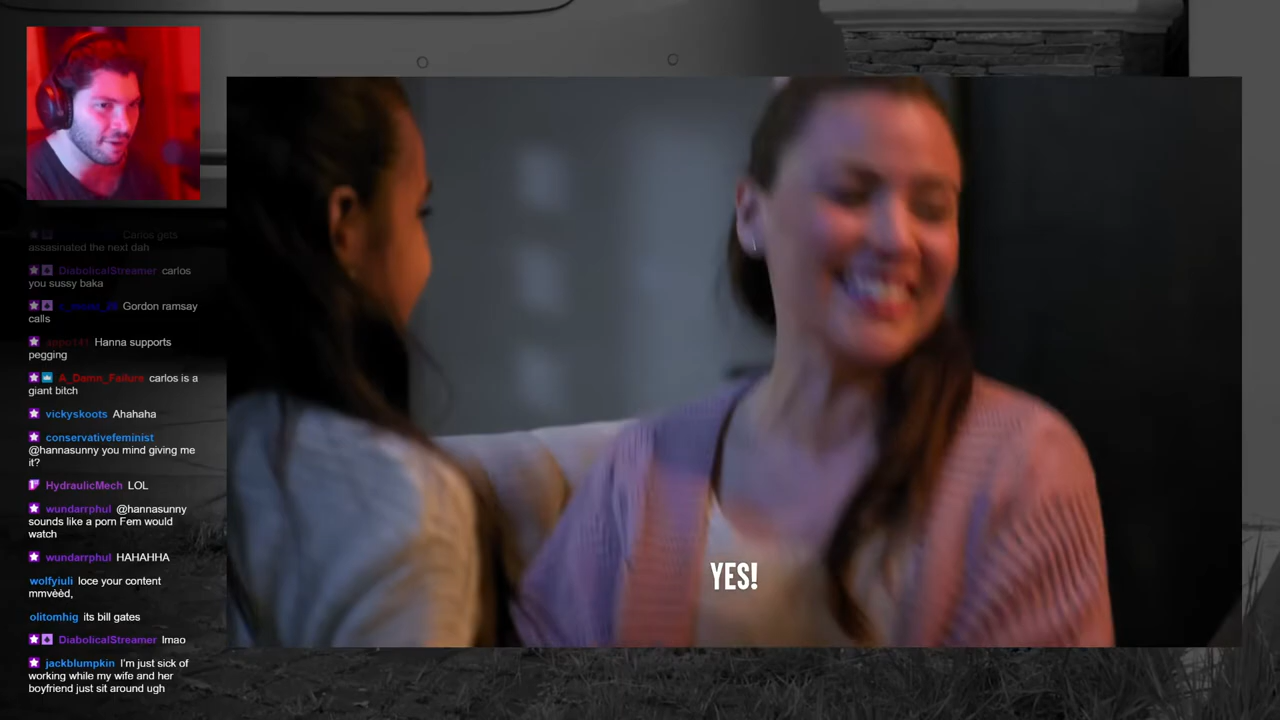 Carlos gets
assasinated the next dah
DiabolicalStreamer carlos
you sussy baka
Gordon ramsay
calls
appo141 Hanna supports
pegging
A_Damn_Failure carlos is a
giant bitch
vickyskoots Ahahaha
conservativefeminist
@hannasunny you mind giving me
it?
HydraulicMech LOL
wundarrphul @hannasunny
sounds like a porn Fem would
watch
wundarrphul HAHAHHA
wolfyiuli loce your content
mmvèèd,
olitomhig its bill gates
DiabolicalStreamer lmao
jackblumpkin I'm just sick of
working while my wife and her
boyfriend just sit around ugh
YES!